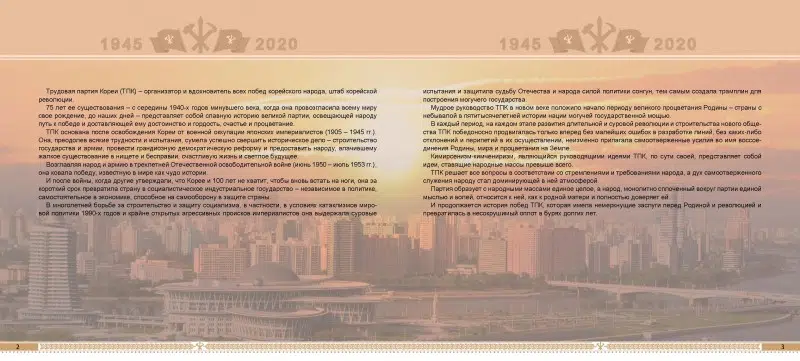 1945 2020
Трудовая партия Кореи (ТПК) – организатор и вдохновитель всех побед корейского народа, штаб корейской
революции.
75 лет ее существования – с середины 1940-х годов минувшего века, когда она провозгласила всему миру
свое рождение, до наших дней – представляет собой славную историю великой партии, освещающей народу
путь к победе и доставляющей ему достоинство и гордость, счастье и процветание.
ТПК основана после освобождения Кореи от военной оккупации японских империалистов (1905 – 1945 гг.).
Она, преодолев всякие трудности и испытания, сумела успешно свершить историческое дело – строительство
государства и армии, провести грандиозную демократическую реформу и предоставить народу, влачившему
жалкое существование в нищете и бесправии, счастливую жизнь и светлое будущее.
Возглавляя народ и армию в трехлетней Отечественной освободительной войне (июнь 1950 – июль 1953 гг.),
она ковала победу, известную в мире как чудо истории.
И после войны, когда другие утверждали, что Корее и 100 лет не хватит, чтобы вновь встать на ноги, она за
короткий срок превратила страну в социалистическое индустриальное государство – независимое в политике,
самостоятельное в экономике, способное на самооборону в защите страны.
В многолетней борьбе за строительство и защиту социализма, в частности, в условиях катаклизмов миро-
вой политики 1990-х годов и крайне открытых агрессивных происков империалистов она выдержала суровые
2
1945 2020
испытания и защитила судьбу Отечества и народа силой политики сонгун, тем самым создала трамплин для
построения могучего государства.
Мудрое руководство ТПК в новом веке положило начало периоду великого процветания Родины – страны с
небывалой в пятитысячелетней истории нации могучей государственной мощью.
В каждый период, на каждом этапе развития длительной и суровой революции и строительства нового обще-
ства ТПК победоносно продвигалась только вперед без малейших ошибок в разработке линий, без каких-либо
отклонений и перипетий в их осуществлении, неизменно прилагала самоотверженные усилия во имя воссое-
динения Родины, мира и процветания на Земле.
Кимирсенизм-кимчениризм, являющийся руководящими идеями ТПК, по сути своей, представляет собой
идеи, ставящие народные массы превыше всего.
ТПК решает все вопросы в соответствии со стремлениями и требованиями народа, а дух самоотверженного
служения народу стал доминирующей в ней атмосферой.
Партия образует с народными массами единое целое, а народ, монолитно сплоченный вокруг партии единой
мыслью и волей, относится к ней, как к родной матери и полностью доверяет ей.
И продолжается история побед ТПК, которая имела немеркнущие заслуги перед Родиной и революцией и
превратилась в несокрушимый оплот в бурях долгих лет.
3